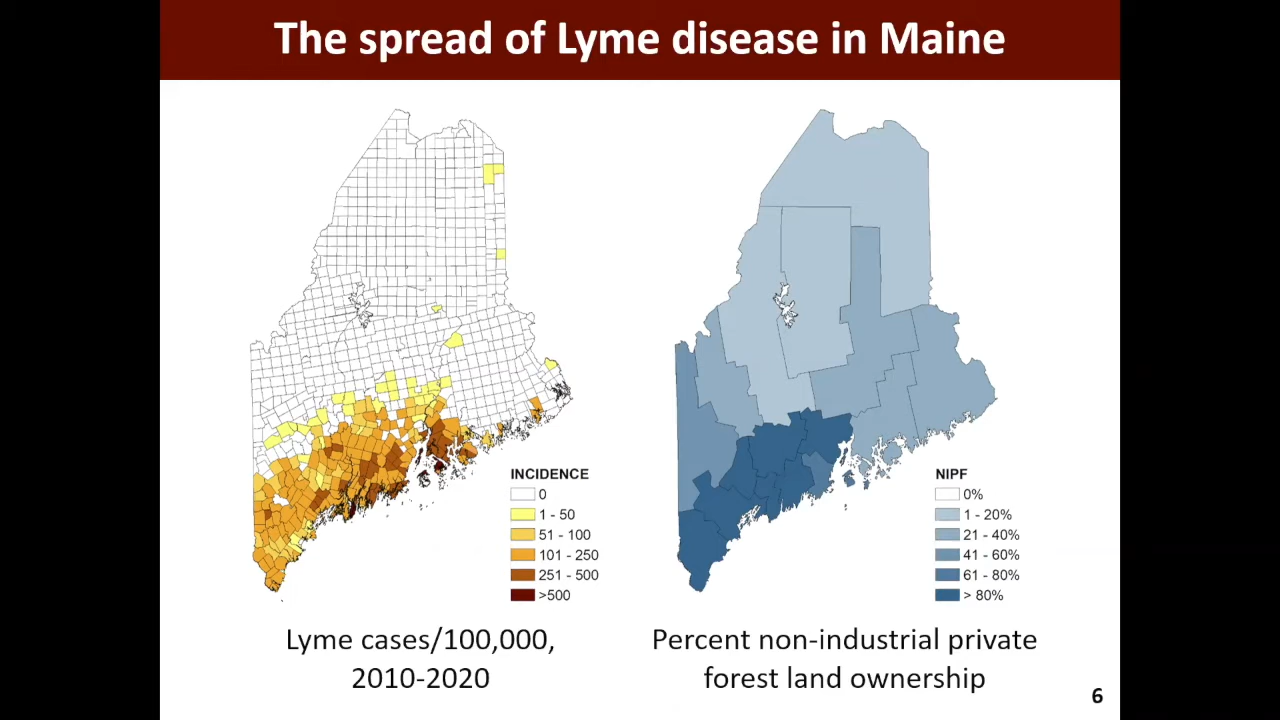 The spread of Lyme disease in Maine
INCIDENCE
0
1 - 50
51 - 100
101 - 250
251 - 500
>500
NIPF
0%
1 - 20%
21 - 40%
41 - 60%
61 - 80%
> 80%
Lyme cases/100,000,
2010-2020
Percent non-industrial private
forest land ownership
6